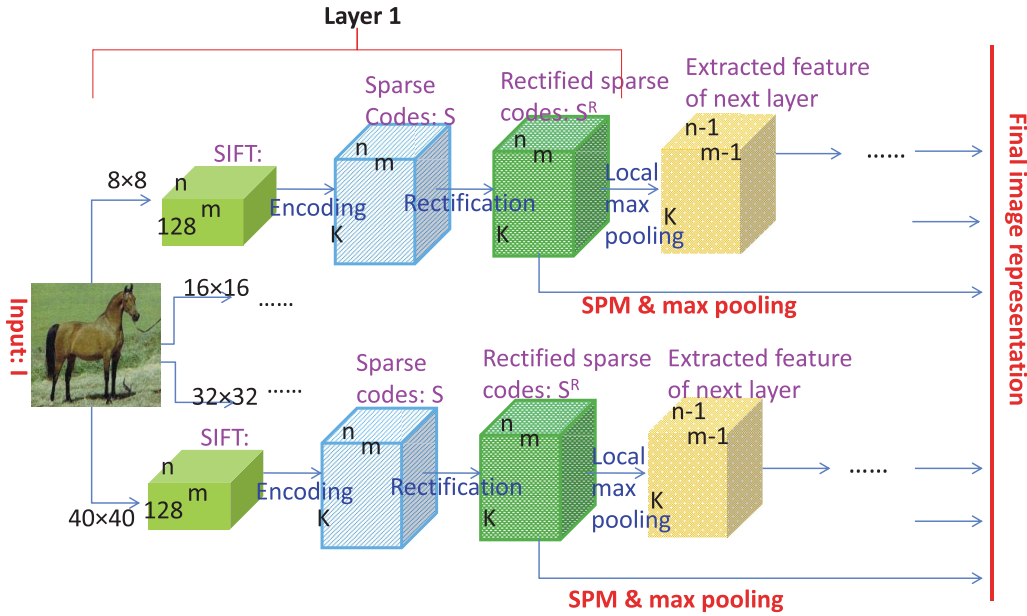 Layer 1
Sparse
Codes: S
Rectified sparse
codes: S^R
Extracted feature
of next layer
SIFT:
8×8
n
m
128
Encoding
n
m
K
Rectification
n
m
K
Local
max
pooling
n-1
m-1
K
......
SPM & max pooling
Input: I
16×16
......
32×32
......
Sparse
codes: S
Rectified sparse
codes: S^R
Extracted feature
of next layer
SIFT:
40×40
n
m
128
Encoding
n
m
K
Rectification
n
m
K
Local
max
pooling
n-1
m-1
K
......
SPM & max pooling
Final image representation